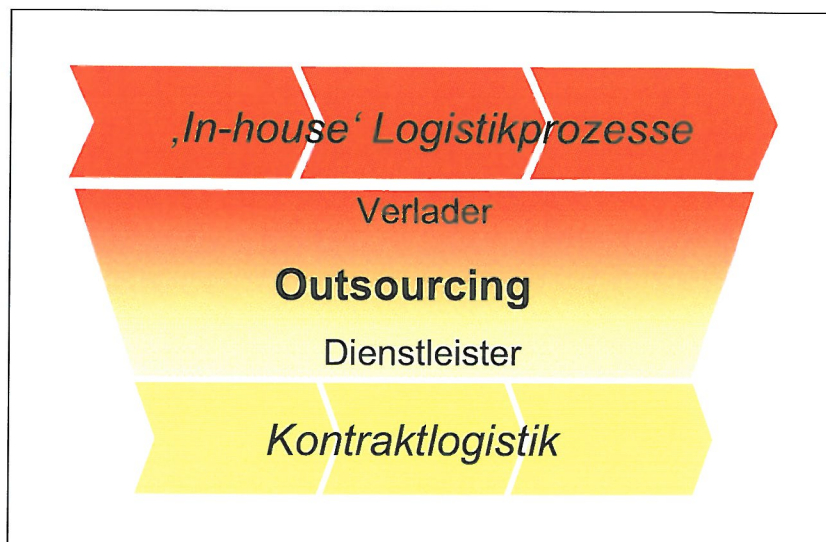 ‚In-house‘ Logistikprozesse
Verlader
Outsourcing
Dienstleister
Kontraktlogistik